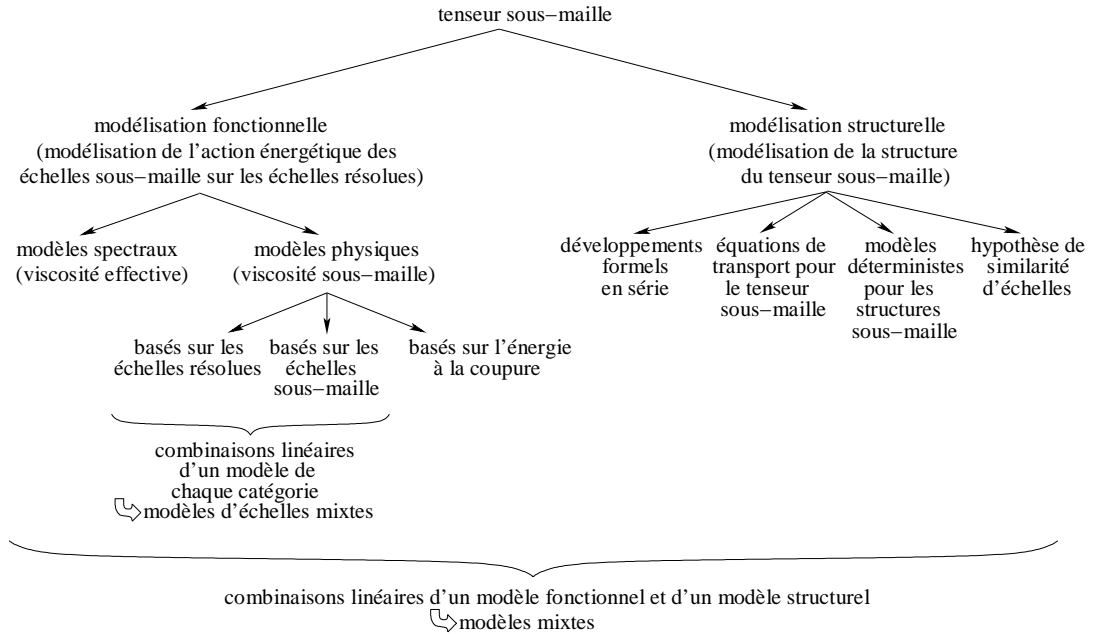 tenseur sous−maille
modélisation fonctionnelle
(modélisation de l'action énergétique des
échelles sous−maille sur les échelles résolues)
modélisation structurelle
(modélisation de la structure
du tenseur sous−maille)
modèles spectraux
(viscosité effective)
modèles physiques
(viscosité sous−maille)
développements
formels
en série
équations de
transport pour
le tenseur
sous−maille
modèles
déterministes
pour les
structures
sous−maille
hypothèse de
similarité
d'échelles
basés sur les
échelles résolues
basés sur les
échelles
sous−maille
basés sur l'énergie
à la coupure
combinaisons linéaires
d'un modèle de
chaque catégorie
modèles d'échelles mixtes
combinaisons linéaires d'un modèle fonctionnel et d'un modèle structurel
modèles mixtes